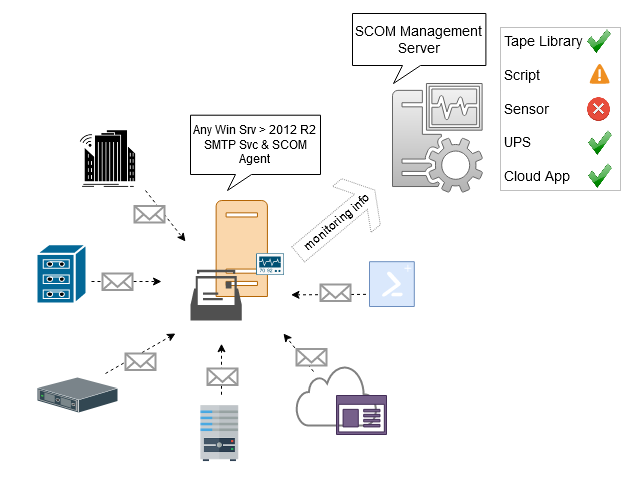 SCOM Management
Server
Tape Library
Script
Sensor
UPS
Cloud App
Any Win Srv > 2012 R2
SMTP Svc & SCOM
Agent
monitoring info
70 92